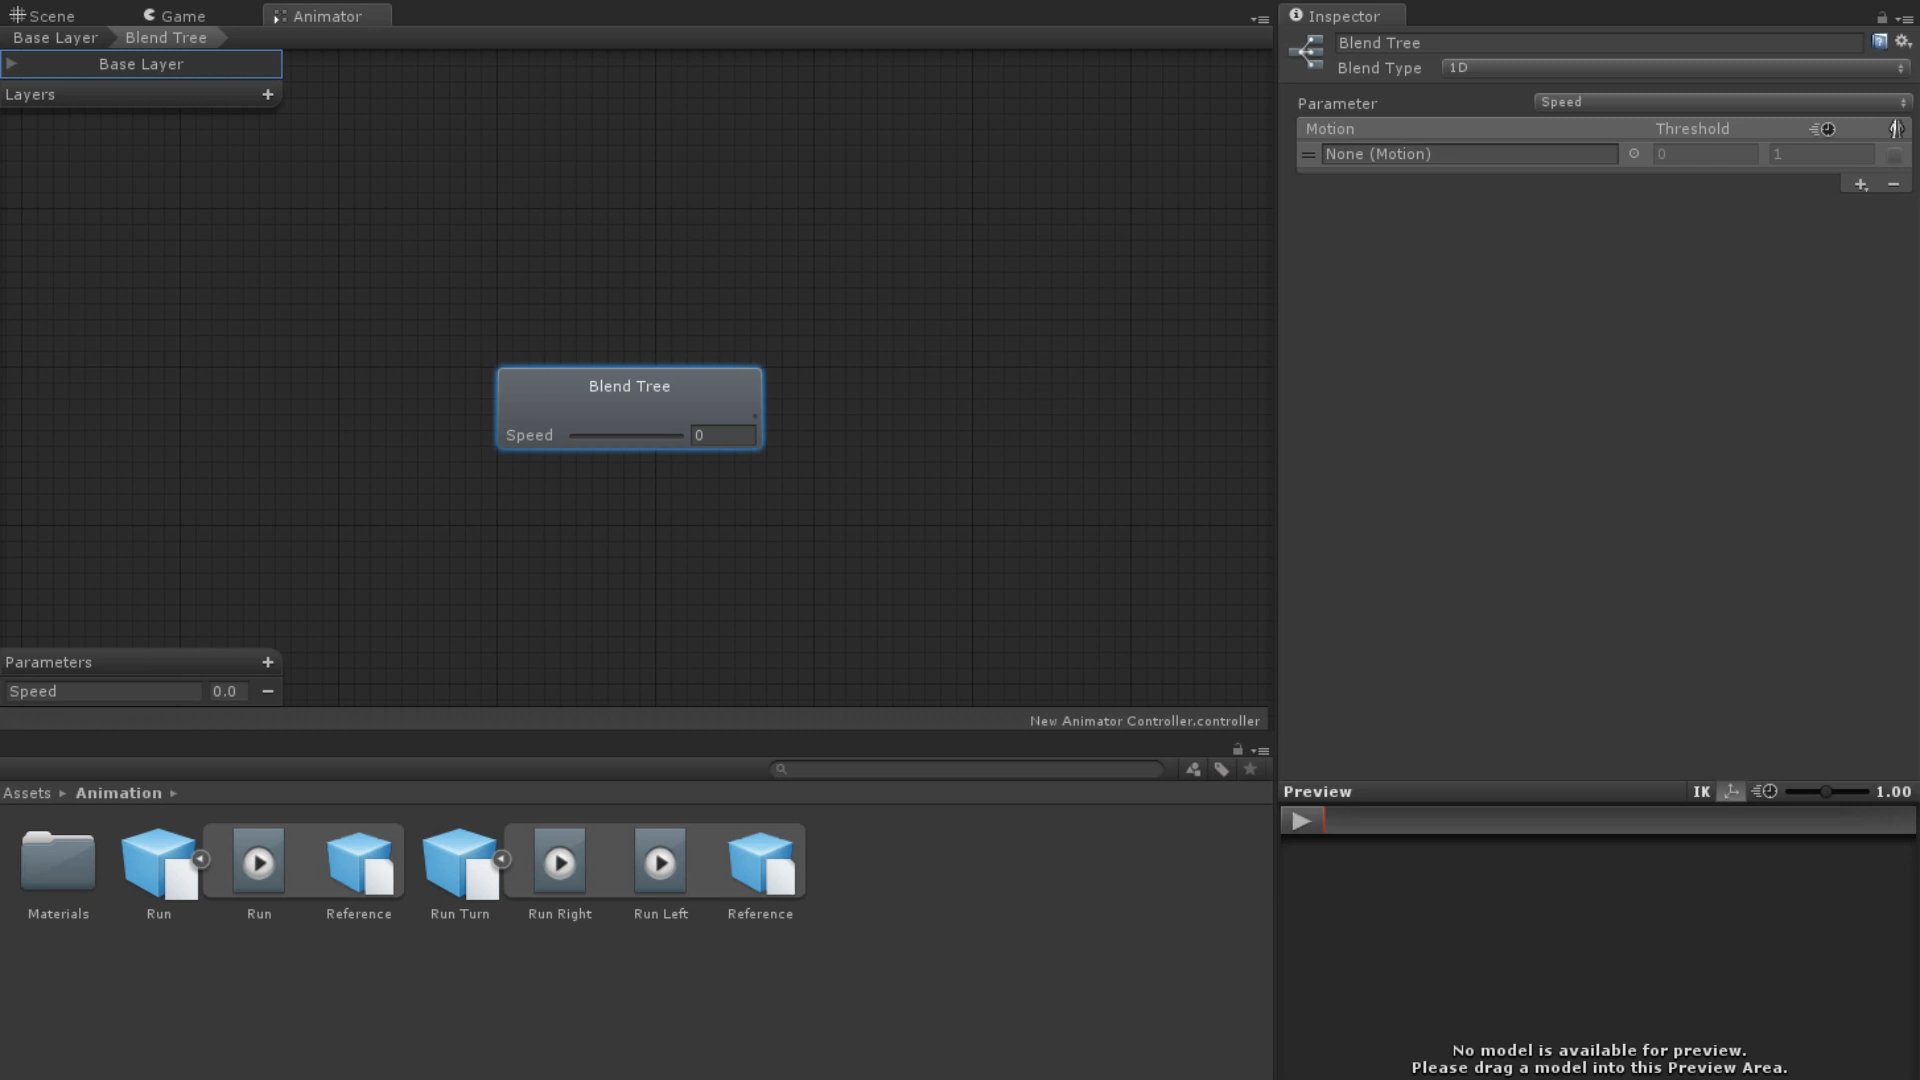 Scene
Game
Animator
Base Layer
Blend Tree
Base Layer
Layers
+
Blend Tree
Speed
0
Parameters
+
Speed
0.0
New Animator Controller.controller
Assets
Animation
Materials
Run
Run
Reference
Run Turn
Run Right
Run Left
Reference
Inspector
Blend Tree
Blend Type
1D
Parameter
Speed
Motion
Threshold
None (Motion)
0
1
Preview
IK
1.00
No model is available for preview.
Please drag a model into this Preview Area.